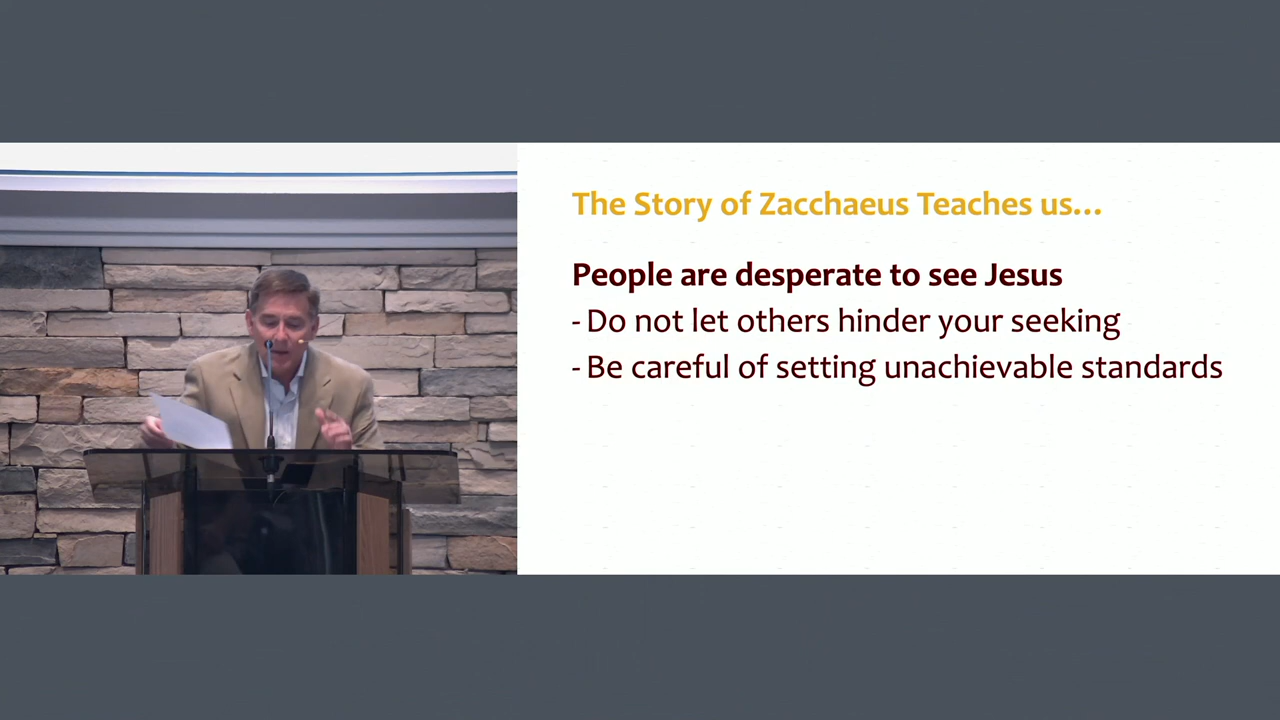 The Story of Zacchaeus Teaches us...
People are desperate to see Jesus
- Do not let others hinder your seeking
- Be careful of setting unachievable standards